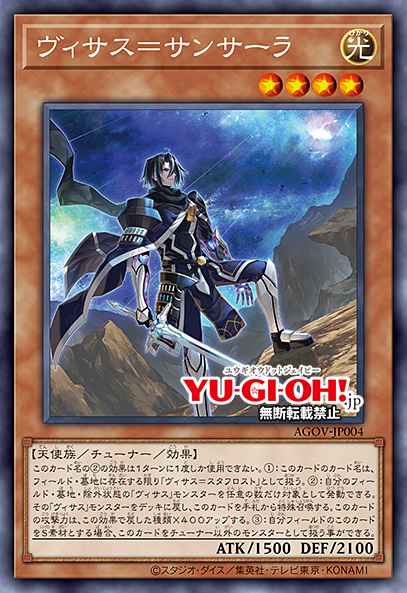 ヴィサス=サンサーラ
ひかり
光
ユウギオウドットジェイピー
YU-GI-OH!.jp
無断転載禁止
AGOV-JP004
【天使族/チューナー/効果】
このカード名の②の効果は1ターンに1度しか使用できない。①:このカードのカード名は、
フィールド・墓地に存在する限り「ヴィサス=スタフロスト」として扱う。②:自分のフィール
ド・墓地・除外状態の「ヴィサス」モンスターを任意の数だけ対象として発動できる。
その「ヴィサス」モンスターをデッキに戻し、このカードを手札から特殊召喚する。このカード
の攻撃力は、この効果で戻した種類×400アップする。③:自分フィールドのこのカード
をS素材とする場合、このカードをチューナー以外のモンスターとして扱う事ができる。
ATK/1500 DEF/2100
©スタジオ・ダイス/集英社・テレビ東京・KONAMI